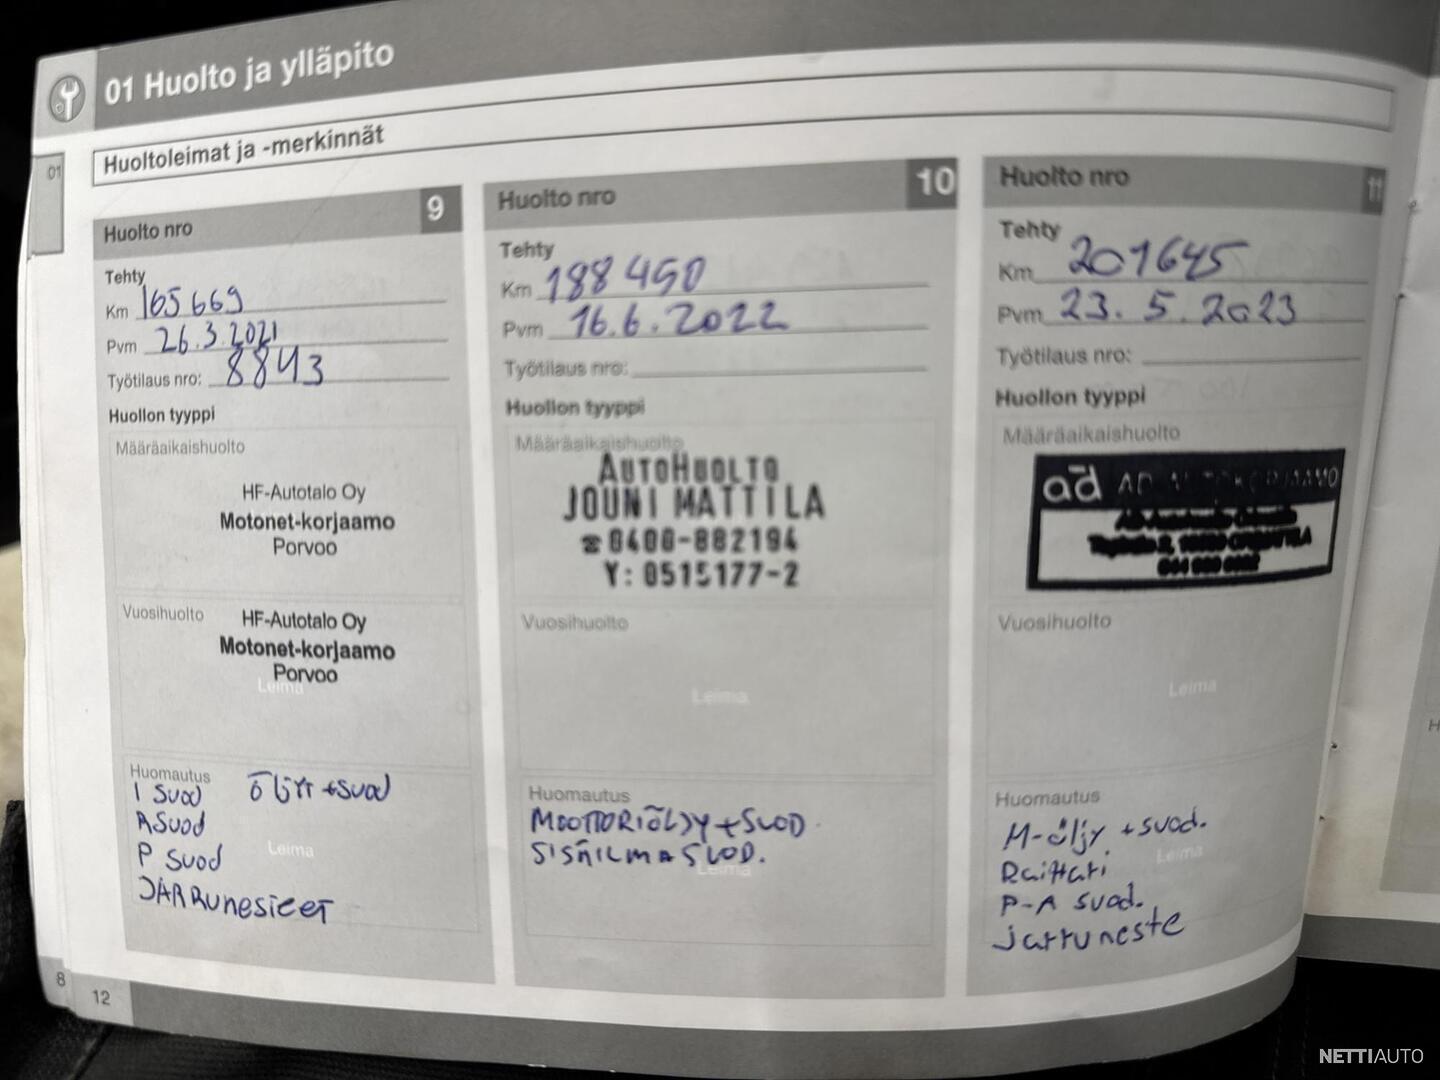 01 Huolto ja ylläpito
Huoltoleimat ja -merkinnät
01
Huolto nro 9
Tehty
Km 165 669
Pvm 26.3.2021
Työtilaus nro: 8843
Huollon tyyppi
Määräaikaishuolto
HF-Autotalo Oy
Motonet-korjaamo
Porvoo
Vuosihuolto
HF-Autotalo Oy
Motonet-korjaamo
Porvoo
Leima
Huomautus
I Suod Öljyt +suod
ASuod
P Suod
Leima
JARRUnesteet
Huolto nro 10
Tehty
Km 188 490
Pvm 16.6.2022
Työtilaus nro:
Huollon tyyppi
Määräaikaishuolto
AUTOHUOLTO
JOUNI MATTILA
☎ 0400-882194
Y: 0515177-2
Vuosihuolto
Leima
Huomautus
MOOTTORIÖLJY + SUOD
SISÄILMASUOD.
Leima
Huolto nro 11
Tehty
Km 201645
Pvm 23.5.2023
Työtilaus nro:
Huollon tyyppi
Määräaikaishuolto
ad AD
Vuosihuolto
Leima
Huomautus
M-öljy + suod.
Raittari
Leima
P-A suod.
jarruneste
8
12
NETTIAUTO